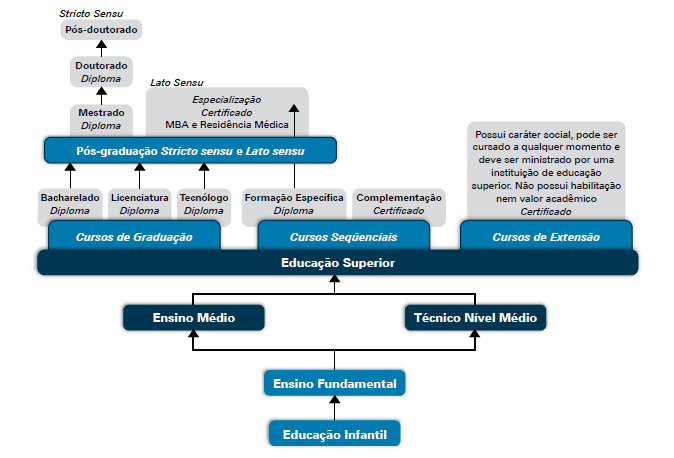 Stricto Sensu
Pós-doutorado
Doutorado
Diploma
Mestrado
Diploma
Lato Sensu
Especialização
Certificado
MBA e Residência Médica
Pós-graduação Stricto sensu e Lato sensu
Bacharelado
Diploma
Licenciatura
Diploma
Tecnólogo
Diploma
Formação Específica
Diploma
Complementação
Certificado
Possui caráter social, pode ser
cursado a qualquer momento e
deve ser ministrado por uma
instituição de educação
superior. Não possui habilitação
nem valor acadêmico
Certificado
Cursos de Graduação
Cursos Seqüenciais
Cursos de Extensão
Educação Superior
Ensino Médio
Técnico Nível Médio
Ensino Fundamental
Educação Infantil